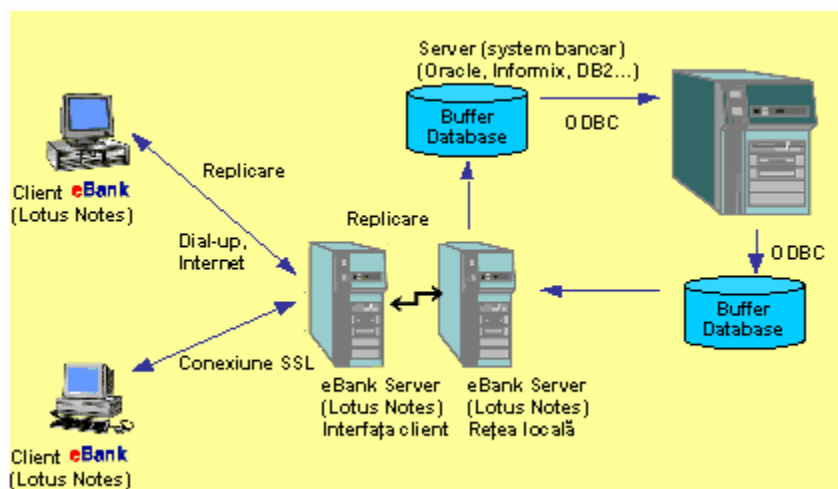 Server (system bancar)
(Oracle, Informix, DB2...)
Buffer
Database
ODBC
Client eBank
(Lotus Notes)
Replicare
Replicare
Dial-up,
Internet
ODBC
Buffer
Database
Conexiune SSL
eBank Server
(Lotus Notes)
Interfața client
eBank Server
(Lotus Notes)
Rețea locală
Client eBank
(Lotus Notes)